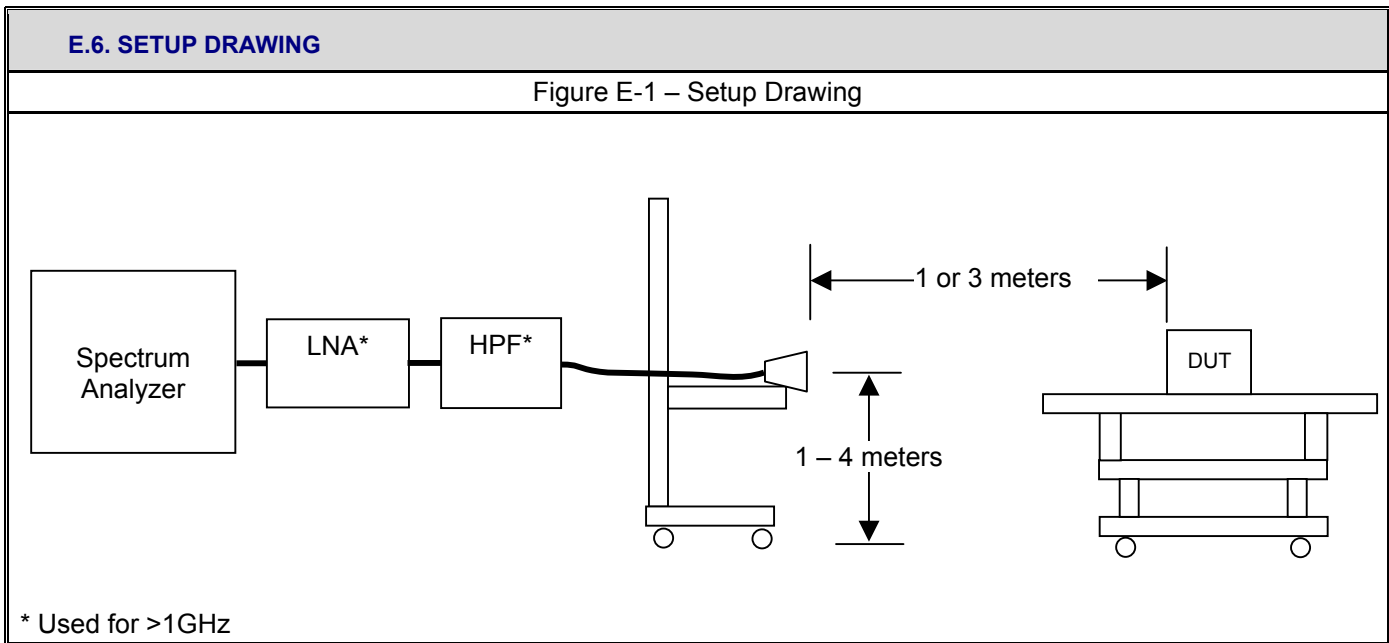 E.6. SETUP DRAWING
Figure E-1 – Setup Drawing
Spectrum
Analyzer
LNA*
HPF*
1 or 3 meters
DUT
1 – 4 meters
* Used for >1GHz